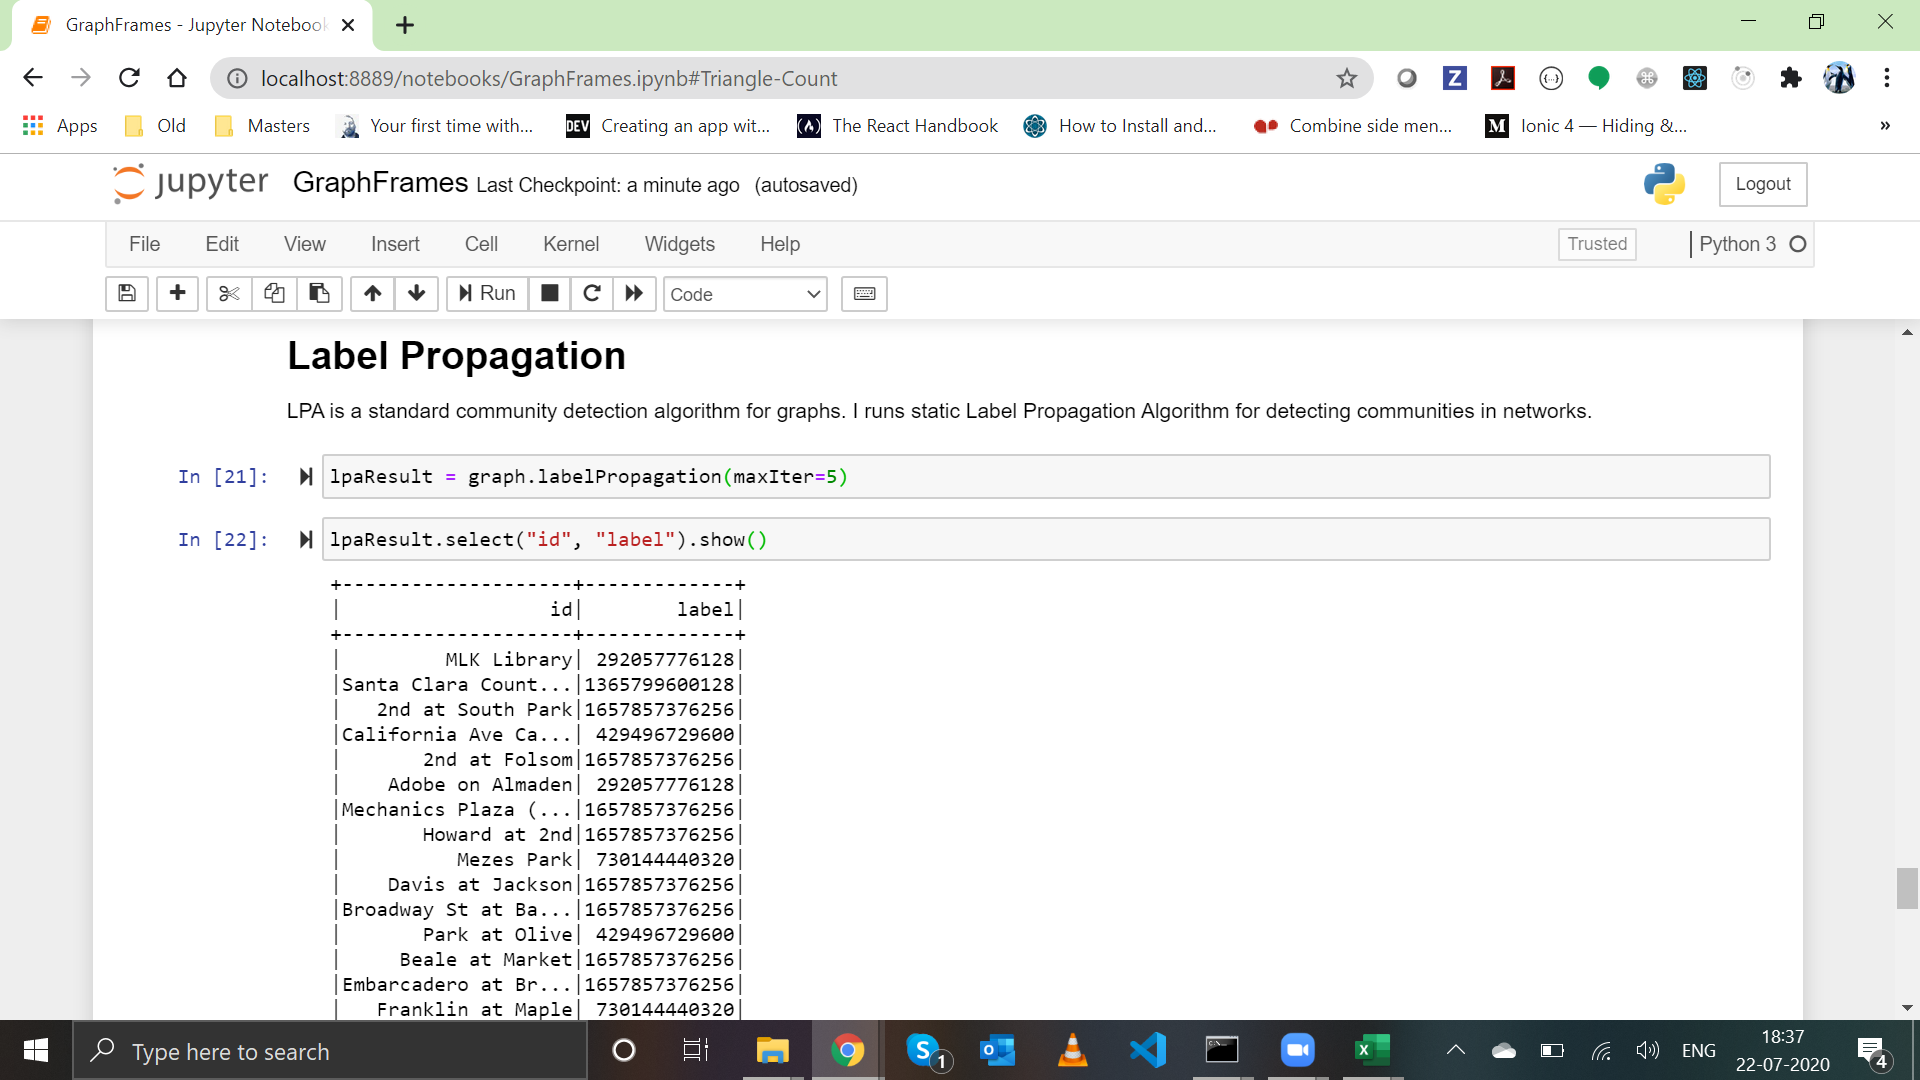 GraphFrames - Jupyter Notebook
localhost:8889/notebooks/GraphFrames.ipynb#Triangle-Count
Apps Old Masters Your first time with... DEV Creating an app wit... The React Handbook How to Install and... Combine side men... M Ionic 4 — Hiding &... »
jupyter GraphFrames Last Checkpoint: a minute ago (autosaved) Logout
File Edit View Insert Cell Kernel Widgets Help Trusted Python 3
Run Code
Label Propagation
LPA is a standard community detection algorithm for graphs. I runs static Label Propagation Algorithm for detecting communities in networks.
In [21]: lpaResult = graph.labelPropagation(maxIter=5)
In [22]: lpaResult.select("id", "label").show()
+--------------------+-------------+
|                  id|        label|
+--------------------+-------------+
|         MLK Library| 292057776128|
|Santa Clara Count...|1365799600128|
|   2nd at South Park|1657857376256|
|California Ave Ca...| 429496729600|
|       2nd at Folsom|1657857376256|
|    Adobe on Almaden| 292057776128|
|Mechanics Plaza (...|1657857376256|
|       Howard at 2nd|1657857376256|
|          Mezes Park| 730144440320|
|    Davis at Jackson|1657857376256|
|Broadway St at Ba...|1657857376256|
|       Park at Olive| 429496729600|
|     Beale at Market|1657857376256|
|Embarcadero at Br...|1657857376256|
|   Franklin at Maple| 730144440320|
Type here to search
ENG
18:37
22-07-2020
4